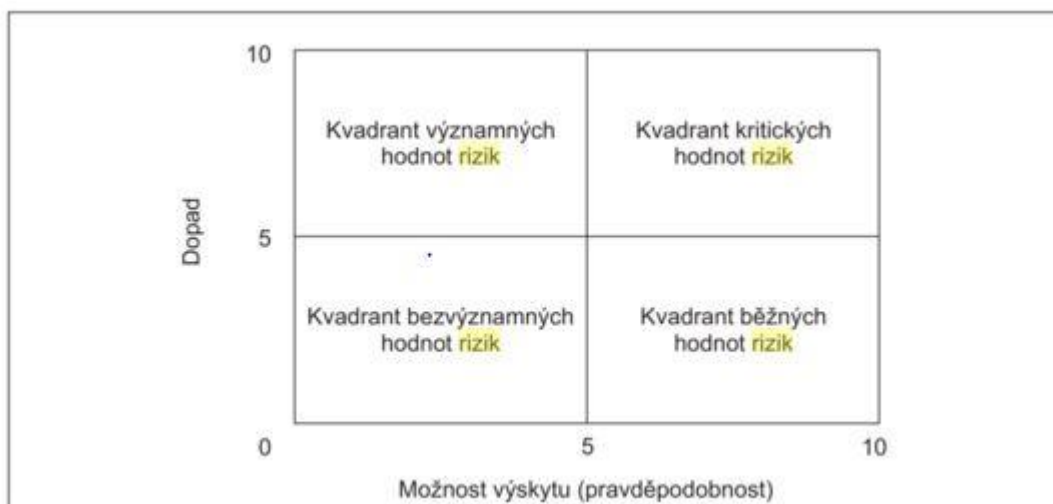 10
Kvadrant významných
hodnot rizik
Kvadrant kritických
hodnot rizik
Dopad
5
Kvadrant bezvýznamných
hodnot rizik
Kvadrant běžných
hodnot rizik
0
5
10
Možnost výskytu (pravděpodobnost)